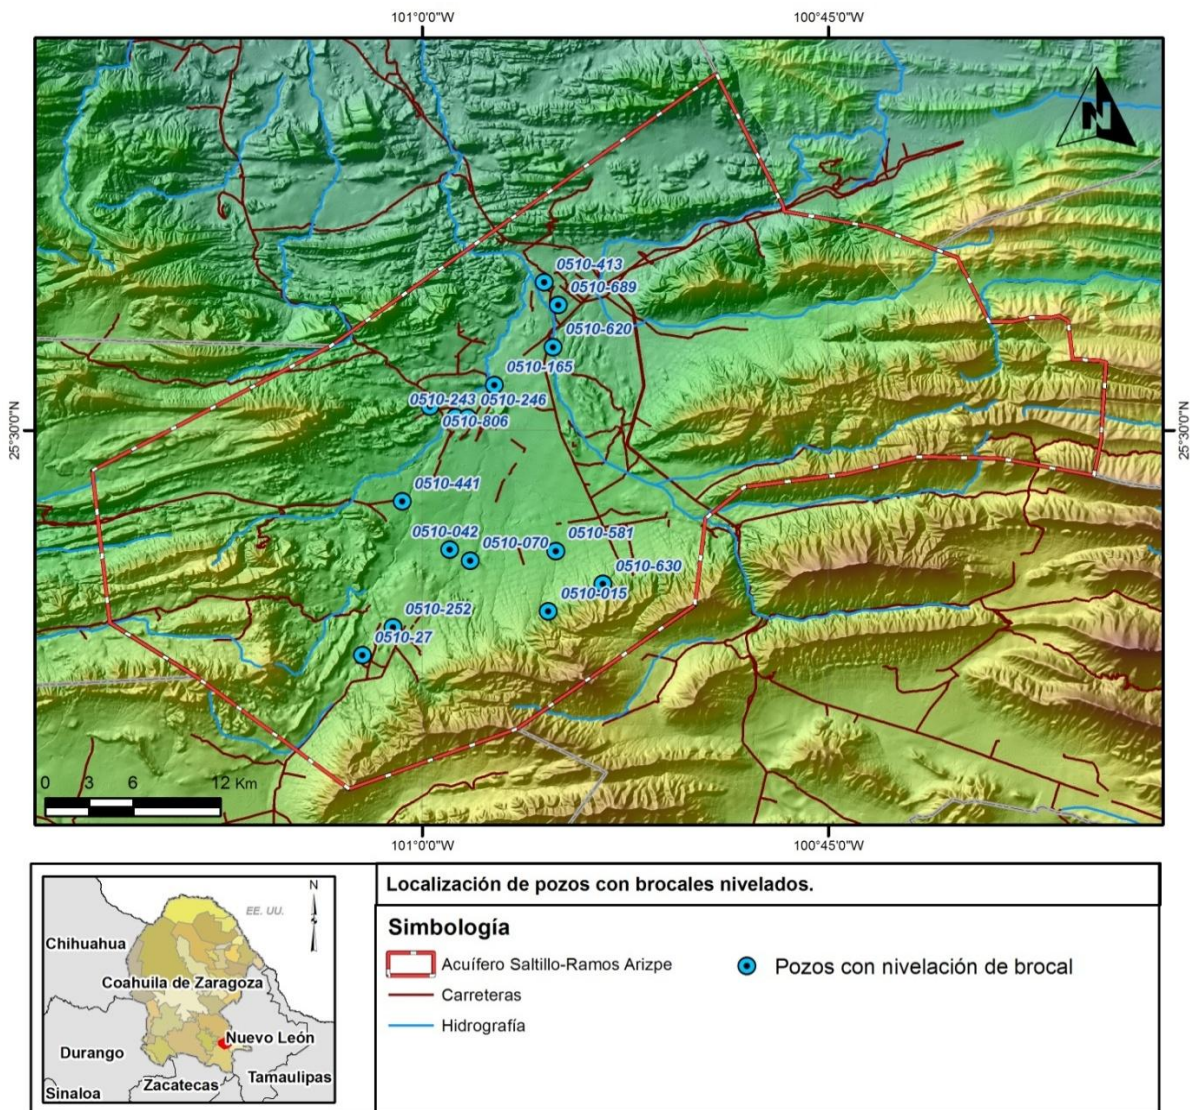 101°0'0"W
100°45'0"W
N
0510-413
0510-689
0510-620
0510-165
0510-243
0510-246
0510-806
25°30'0"N
25°30'0"N
0510-441
0510-042
0510-070
0510-581
0510-630
0510-015
0510-252
0510-27
0 3 6 12 Km
101°0'0"W
100°45'0"W
Localización de pozos con brocales nivelados.
Simbología
Acuífero Saltillo-Ramos Arizpe
Carreteras
Hidrografía
Pozos con nivelación de brocal
N
EE. UU.
Chihuahua
Coahuila de Zaragoza
Nuevo León
Durango
Tamaulipas
Zacatecas
Sinaloa